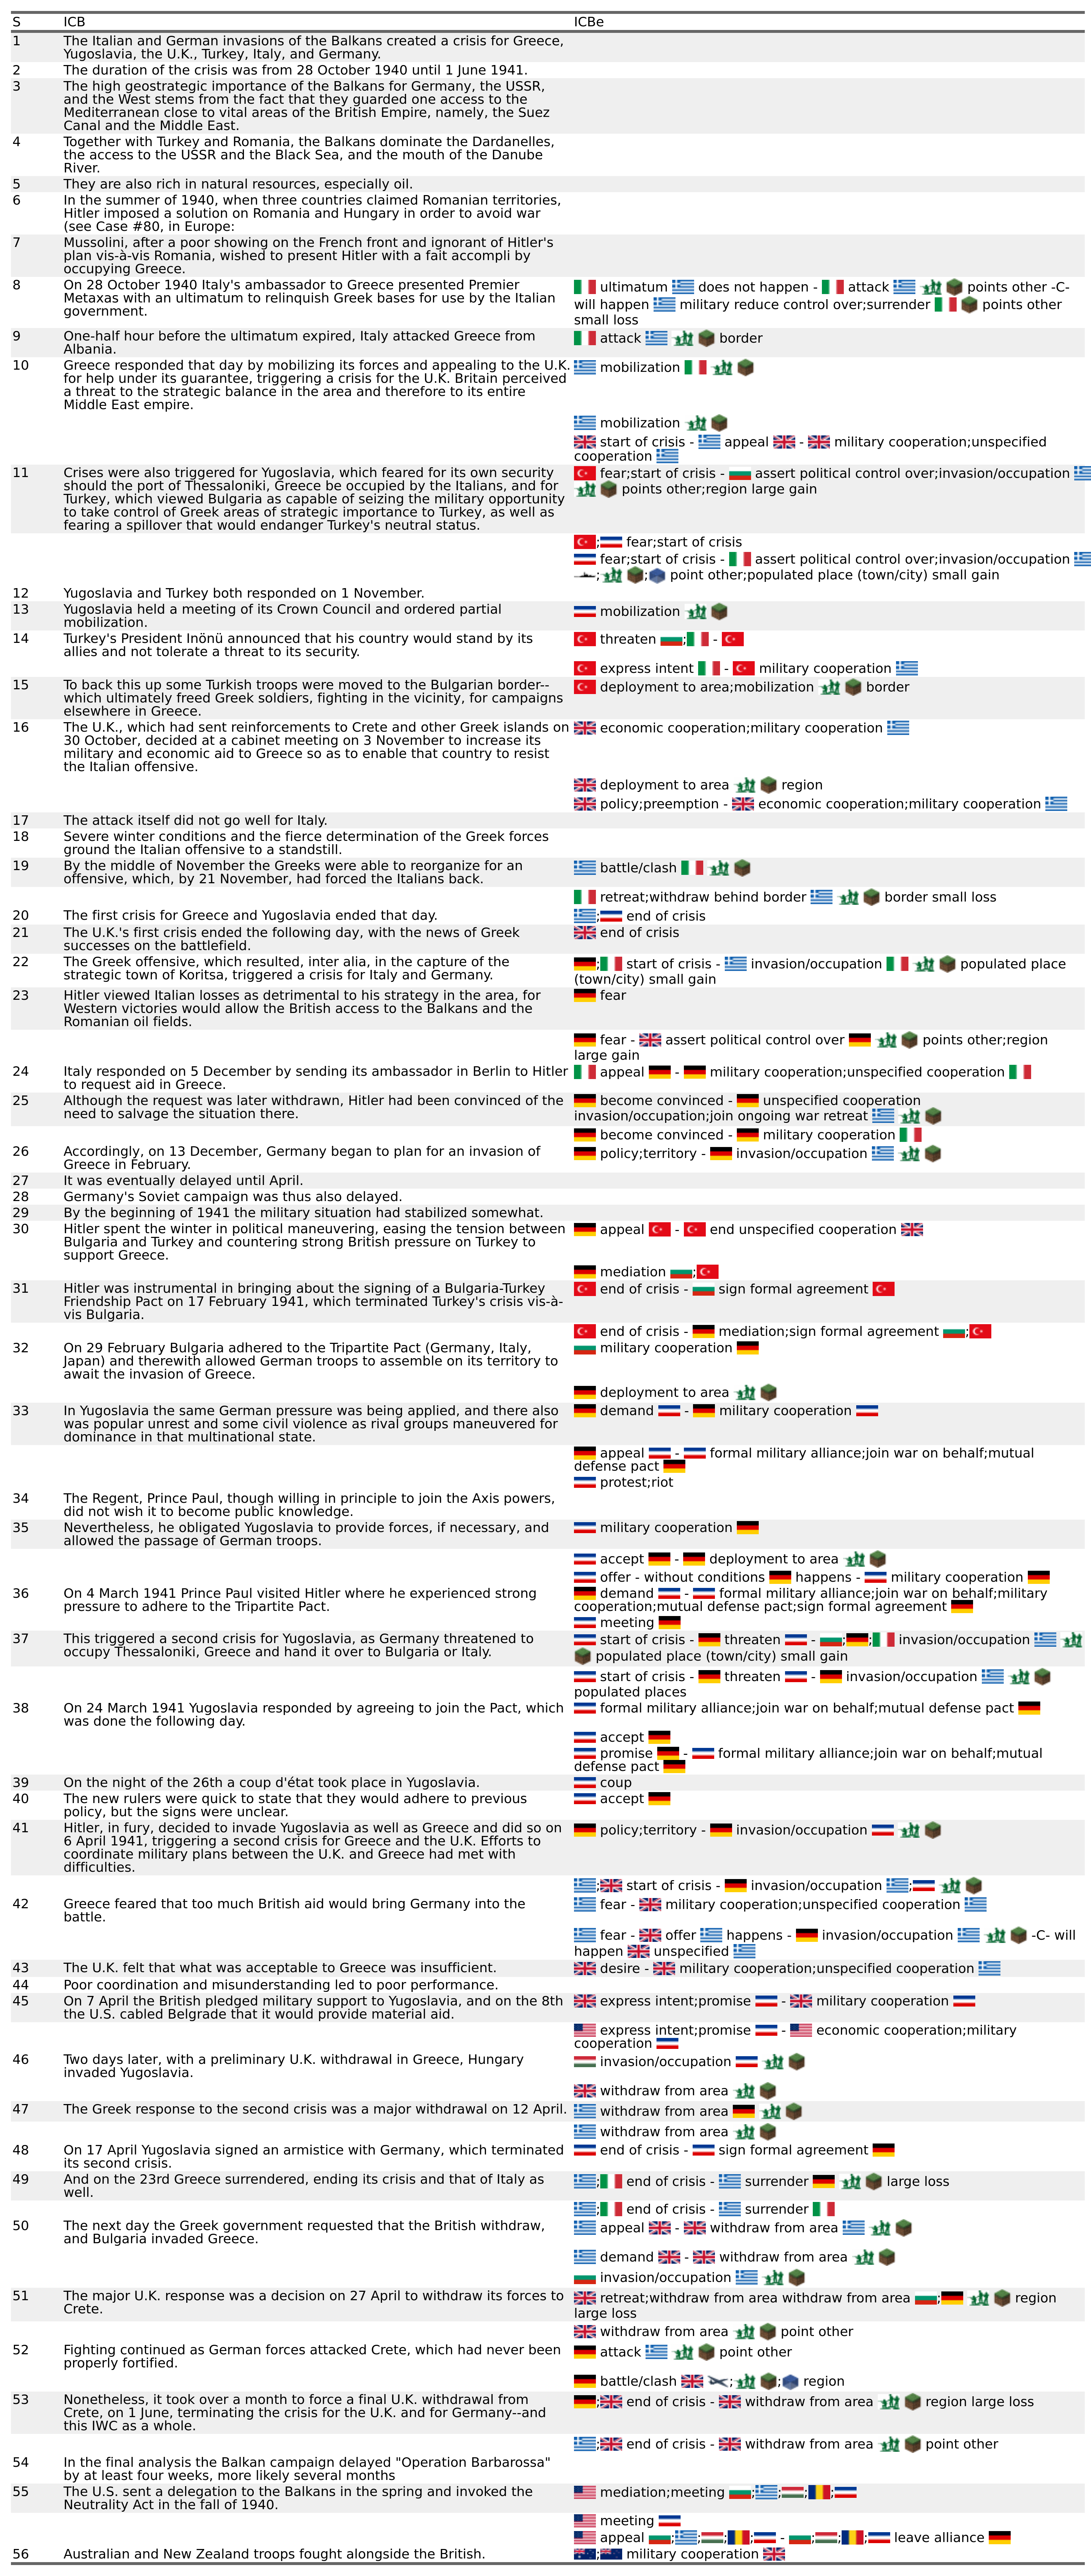 S ICB ICBe
1 The Italian and German invasions of the Balkans created a crisis for Greece,
Yugoslavia, the U.K., Turkey, Italy, and Germany.
2 The duration of the crisis was from 28 October 1940 until 1 June 1941.
3 The high geostrategic importance of the Balkans for Germany, the USSR,
and the West stems from the fact that they guarded one access to the
Mediterranean close to vital areas of the British Empire, namely, the Suez
Canal and the Middle East.
4 Together with Turkey and Romania, the Balkans dominate the Dardanelles,
the access to the USSR and the Black Sea, and the mouth of the Danube
River.
5 They are also rich in natural resources, especially oil.
6 In the summer of 1940, when three countries claimed Romanian territories,
Hitler imposed a solution on Romania and Hungary in order to avoid war
(see Case #80, in Europe:
7 Mussolini, after a poor showing on the French front and ignorant of Hitler's
plan vis-à-vis Romania, wished to present Hitler with a fait accompli by
occupying Greece.
8 On 28 October 1940 Italy's ambassador to Greece presented Premier
Metaxas with an ultimatum to relinquish Greek bases for use by the Italian
government.
ultimatum does not happen - attack points other -C-
will happen military reduce control over;surrender points other
small loss
9 One-half hour before the ultimatum expired, Italy attacked Greece from
Albania.
attack border
10 Greece responded that day by mobilizing its forces and appealing to the U.K.
for help under its guarantee, triggering a crisis for the U.K. Britain perceived
a threat to the strategic balance in the area and therefore to its entire
Middle East empire.
mobilization
mobilization
start of crisis - appeal - military cooperation;unspecified
cooperation
11 Crises were also triggered for Yugoslavia, which feared for its own security
should the port of Thessaloniki, Greece be occupied by the Italians, and for
Turkey, which viewed Bulgaria as capable of seizing the military opportunity
to take control of Greek areas of strategic importance to Turkey, as well as
fearing a spillover that would endanger Turkey's neutral status.
fear;start of crisis - assert political control over;invasion/occupation
points other;region large gain
; fear;start of crisis
fear;start of crisis - assert political control over;invasion/occupation
; ; point other;populated place (town/city) small gain
12 Yugoslavia and Turkey both responded on 1 November.
13 Yugoslavia held a meeting of its Crown Council and ordered partial
mobilization.
mobilization
14 Turkey's President Inönü announced that his country would stand by its
allies and not tolerate a threat to its security.
threaten ; -
express intent - military cooperation
15 To back this up some Turkish troops were moved to the Bulgarian border--
which ultimately freed Greek soldiers, fighting in the vicinity, for campaigns
elsewhere in Greece.
deployment to area;mobilization border
16 The U.K., which had sent reinforcements to Crete and other Greek islands on
30 October, decided at a cabinet meeting on 3 November to increase its
military and economic aid to Greece so as to enable that country to resist
the Italian offensive.
economic cooperation;military cooperation
deployment to area region
policy;preemption - economic cooperation;military cooperation
17 The attack itself did not go well for Italy.
18 Severe winter conditions and the fierce determination of the Greek forces
ground the Italian offensive to a standstill.
19 By the middle of November the Greeks were able to reorganize for an
offensive, which, by 21 November, had forced the Italians back.
battle/clash
retreat;withdraw behind border border small loss
20 The first crisis for Greece and Yugoslavia ended that day.
; end of crisis
21 The U.K.'s first crisis ended the following day, with the news of Greek
successes on the battlefield.
end of crisis
22 The Greek offensive, which resulted, inter alia, in the capture of the
strategic town of Koritsa, triggered a crisis for Italy and Germany.
; start of crisis - invasion/occupation populated place
(town/city) small gain
23 Hitler viewed Italian losses as detrimental to his strategy in the area, for
Western victories would allow the British access to the Balkans and the
Romanian oil fields.
fear
fear - assert political control over points other;region
large gain
24 Italy responded on 5 December by sending its ambassador in Berlin to Hitler
to request aid in Greece.
appeal - military cooperation;unspecified cooperation
25 Although the request was later withdrawn, Hitler had been convinced of the
need to salvage the situation there.
become convinced - unspecified cooperation
invasion/occupation;join ongoing war retreat
become convinced - military cooperation
26 Accordingly, on 13 December, Germany began to plan for an invasion of
Greece in February.
policy;territory - invasion/occupation
27 It was eventually delayed until April.
28 Germany's Soviet campaign was thus also delayed.
29 By the beginning of 1941 the military situation had stabilized somewhat.
30 Hitler spent the winter in political maneuvering, easing the tension between
Bulgaria and Turkey and countering strong British pressure on Turkey to
support Greece.
appeal - end unspecified cooperation
mediation ;
31 Hitler was instrumental in bringing about the signing of a Bulgaria-Turkey
Friendship Pact on 17 February 1941, which terminated Turkey's crisis vis-à-
vis Bulgaria.
end of crisis - sign formal agreement
end of crisis - mediation;sign formal agreement ;
32 On 29 February Bulgaria adhered to the Tripartite Pact (Germany, Italy,
Japan) and therewith allowed German troops to assemble on its territory to
await the invasion of Greece.
military cooperation
deployment to area
33 In Yugoslavia the same German pressure was being applied, and there also
was popular unrest and some civil violence as rival groups maneuvered for
dominance in that multinational state.
demand - military cooperation
appeal - formal military alliance;join war on behalf;mutual
defense pact
protest;riot
34 The Regent, Prince Paul, though willing in principle to join the Axis powers,
did not wish it to become public knowledge.
35 Nevertheless, he obligated Yugoslavia to provide forces, if necessary, and
allowed the passage of German troops.
military cooperation
accept - deployment to area
offer - without conditions happens - military cooperation
36 On 4 March 1941 Prince Paul visited Hitler where he experienced strong
pressure to adhere to the Tripartite Pact.
demand - formal military alliance;join war on behalf;military
cooperation;mutual defense pact;sign formal agreement
meeting
37 This triggered a second crisis for Yugoslavia, as Germany threatened to
occupy Thessaloniki, Greece and hand it over to Bulgaria or Italy.
start of crisis - threaten - ; ; invasion/occupation
populated place (town/city) small gain
start of crisis - threaten - invasion/occupation
populated places
38 On 24 March 1941 Yugoslavia responded by agreeing to join the Pact, which
was done the following day.
formal military alliance;join war on behalf;mutual defense pact
accept
promise - formal military alliance;join war on behalf;mutual
defense pact
39 On the night of the 26th a coup d'état took place in Yugoslavia.
coup
40 The new rulers were quick to state that they would adhere to previous
policy, but the signs were unclear.
accept
41 Hitler, in fury, decided to invade Yugoslavia as well as Greece and did so on
6 April 1941, triggering a second crisis for Greece and the U.K. Efforts to
coordinate military plans between the U.K. and Greece had met with
difficulties.
policy;territory - invasion/occupation
; start of crisis - invasion/occupation ;
42 Greece feared that too much British aid would bring Germany into the
battle.
fear - military cooperation;unspecified cooperation
fear - offer happens - invasion/occupation -C- will
happen unspecified
43 The U.K. felt that what was acceptable to Greece was insufficient.
desire - military cooperation;unspecified cooperation
44 Poor coordination and misunderstanding led to poor performance.
45 On 7 April the British pledged military support to Yugoslavia, and on the 8th
the U.S. cabled Belgrade that it would provide material aid.
express intent;promise - military cooperation
express intent;promise - economic cooperation;military
cooperation
46 Two days later, with a preliminary U.K. withdrawal in Greece, Hungary
invaded Yugoslavia.
invasion/occupation
withdraw from area
47 The Greek response to the second crisis was a major withdrawal on 12 April.
withdraw from area
withdraw from area
48 On 17 April Yugoslavia signed an armistice with Germany, which terminated
its second crisis.
end of crisis - sign formal agreement
49 And on the 23rd Greece surrendered, ending its crisis and that of Italy as
well.
; end of crisis - surrender large loss
; end of crisis - surrender
50 The next day the Greek government requested that the British withdraw,
and Bulgaria invaded Greece.
appeal - withdraw from area
demand - withdraw from area
invasion/occupation
51 The major U.K. response was a decision on 27 April to withdraw its forces to
Crete.
retreat;withdraw from area withdraw from area ; region
large loss
withdraw from area point other
52 Fighting continued as German forces attacked Crete, which had never been
properly fortified.
attack point other
battle/clash ; ; region
53 Nonetheless, it took over a month to force a final U.K. withdrawal from
Crete, on 1 June, terminating the crisis for the U.K. and for Germany--and
this IWC as a whole.
; end of crisis - withdraw from area region large loss
; end of crisis - withdraw from area point other
54 In the final analysis the Balkan campaign delayed "Operation Barbarossa"
by at least four weeks, more likely several months
55 The U.S. sent a delegation to the Balkans in the spring and invoked the
Neutrality Act in the fall of 1940.
mediation;meeting ; ; ; ;
meeting
appeal ; ; ; ; - ; ; ; leave alliance
56 Australian and New Zealand troops fought alongside the British.
; military cooperation